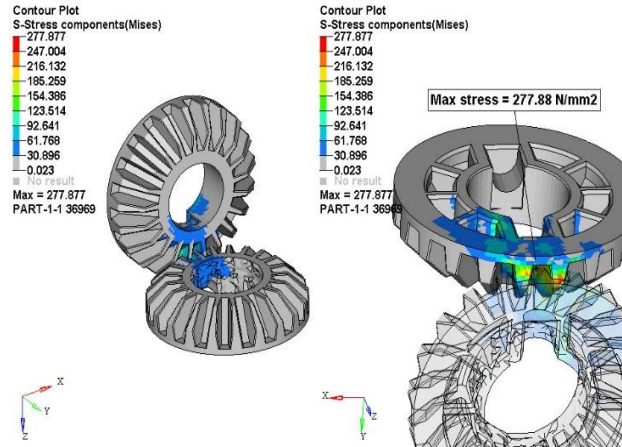 Contour Plot
S-Stress components(Mises)
277.877
247.004
216.132
185.259
154.386
123.514
92.641
61.768
30.896
0.023
No result
Max = 277.877
PART-1-1 36969
X
Y
Z
Contour Plot
S-Stress components(Mises)
277.877
247.004
216.132
185.259
154.386
123.514
92.641
61.768
30.896
0.023
No result
Max = 277.877
PART-1-1 36969
Max stress = 277.88 N/mm2
X
Z
Y